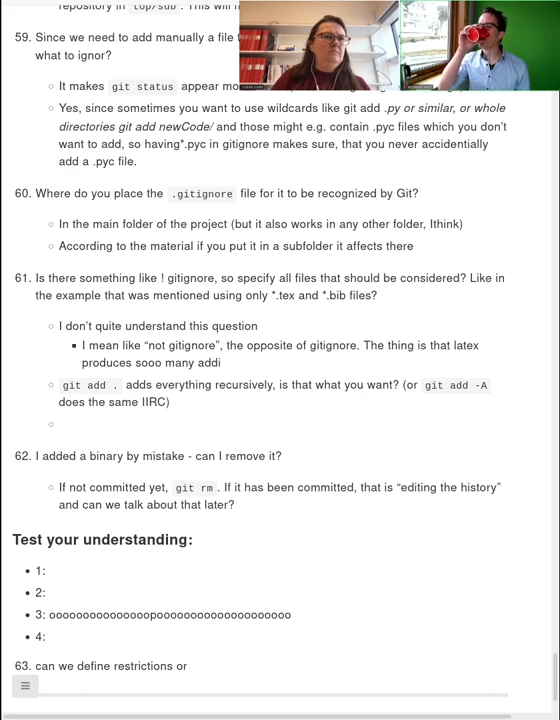 repository in top/sub . This will
59. Since we need to add manually a file
what to ignor?
It makes git status appear mo
Yes, since sometimes you want to use wildcards like git add .py or similar, or whole
directories git add newCode/ and those might e.g. contain .pyc files which you don't
want to add, so having*.pyc in gitignore makes sure, that you never accidentially
add a .pyc file.
60. Where do you place the .gitignore file for it to be recognized by Git?
In the main folder of the project (but it also works in any other folder, Ithink)
According to the material if you put it in a subfolder it affects there
61. Is there something like ! gitignore, so specify all files that should be considered? Like in
the example that was mentioned using only *.tex and *.bib files?
I don't quite understand this question
I mean like “not gitignore”, the opposite of gitignore. The thing is that latex
produces sooo many addi
git add . adds everything recursively, is that what you want? (or git add -A
does the same IIRC)
62. I added a binary by mistake - can I remove it?
If not committed yet, git rm . If it has been committed, that is “editing the history”
and can we talk about that later?
Test your understanding:
1:
2:
3: ooooooooooooooopoooooooooooooooooooo
4:
63. can we define restrictions or